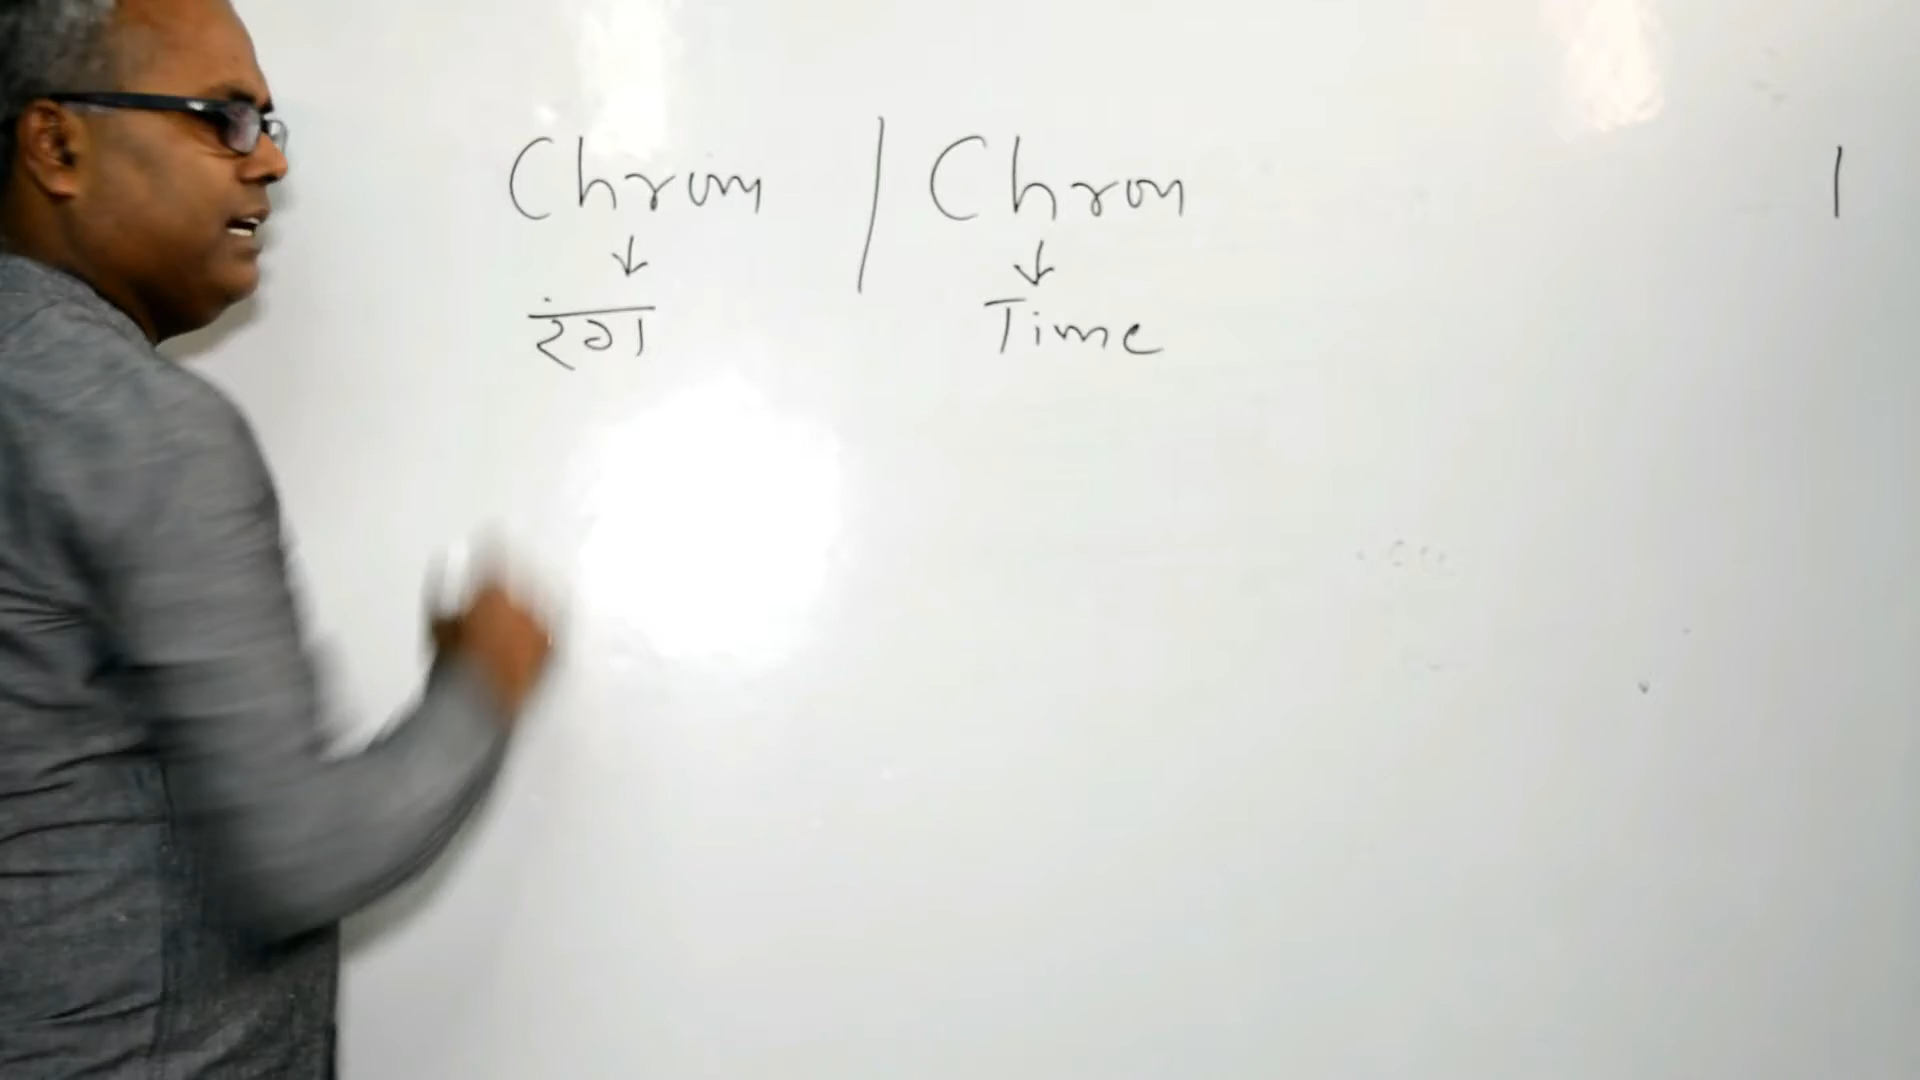 Chrom / Chron
↓ ↓
रंग Time